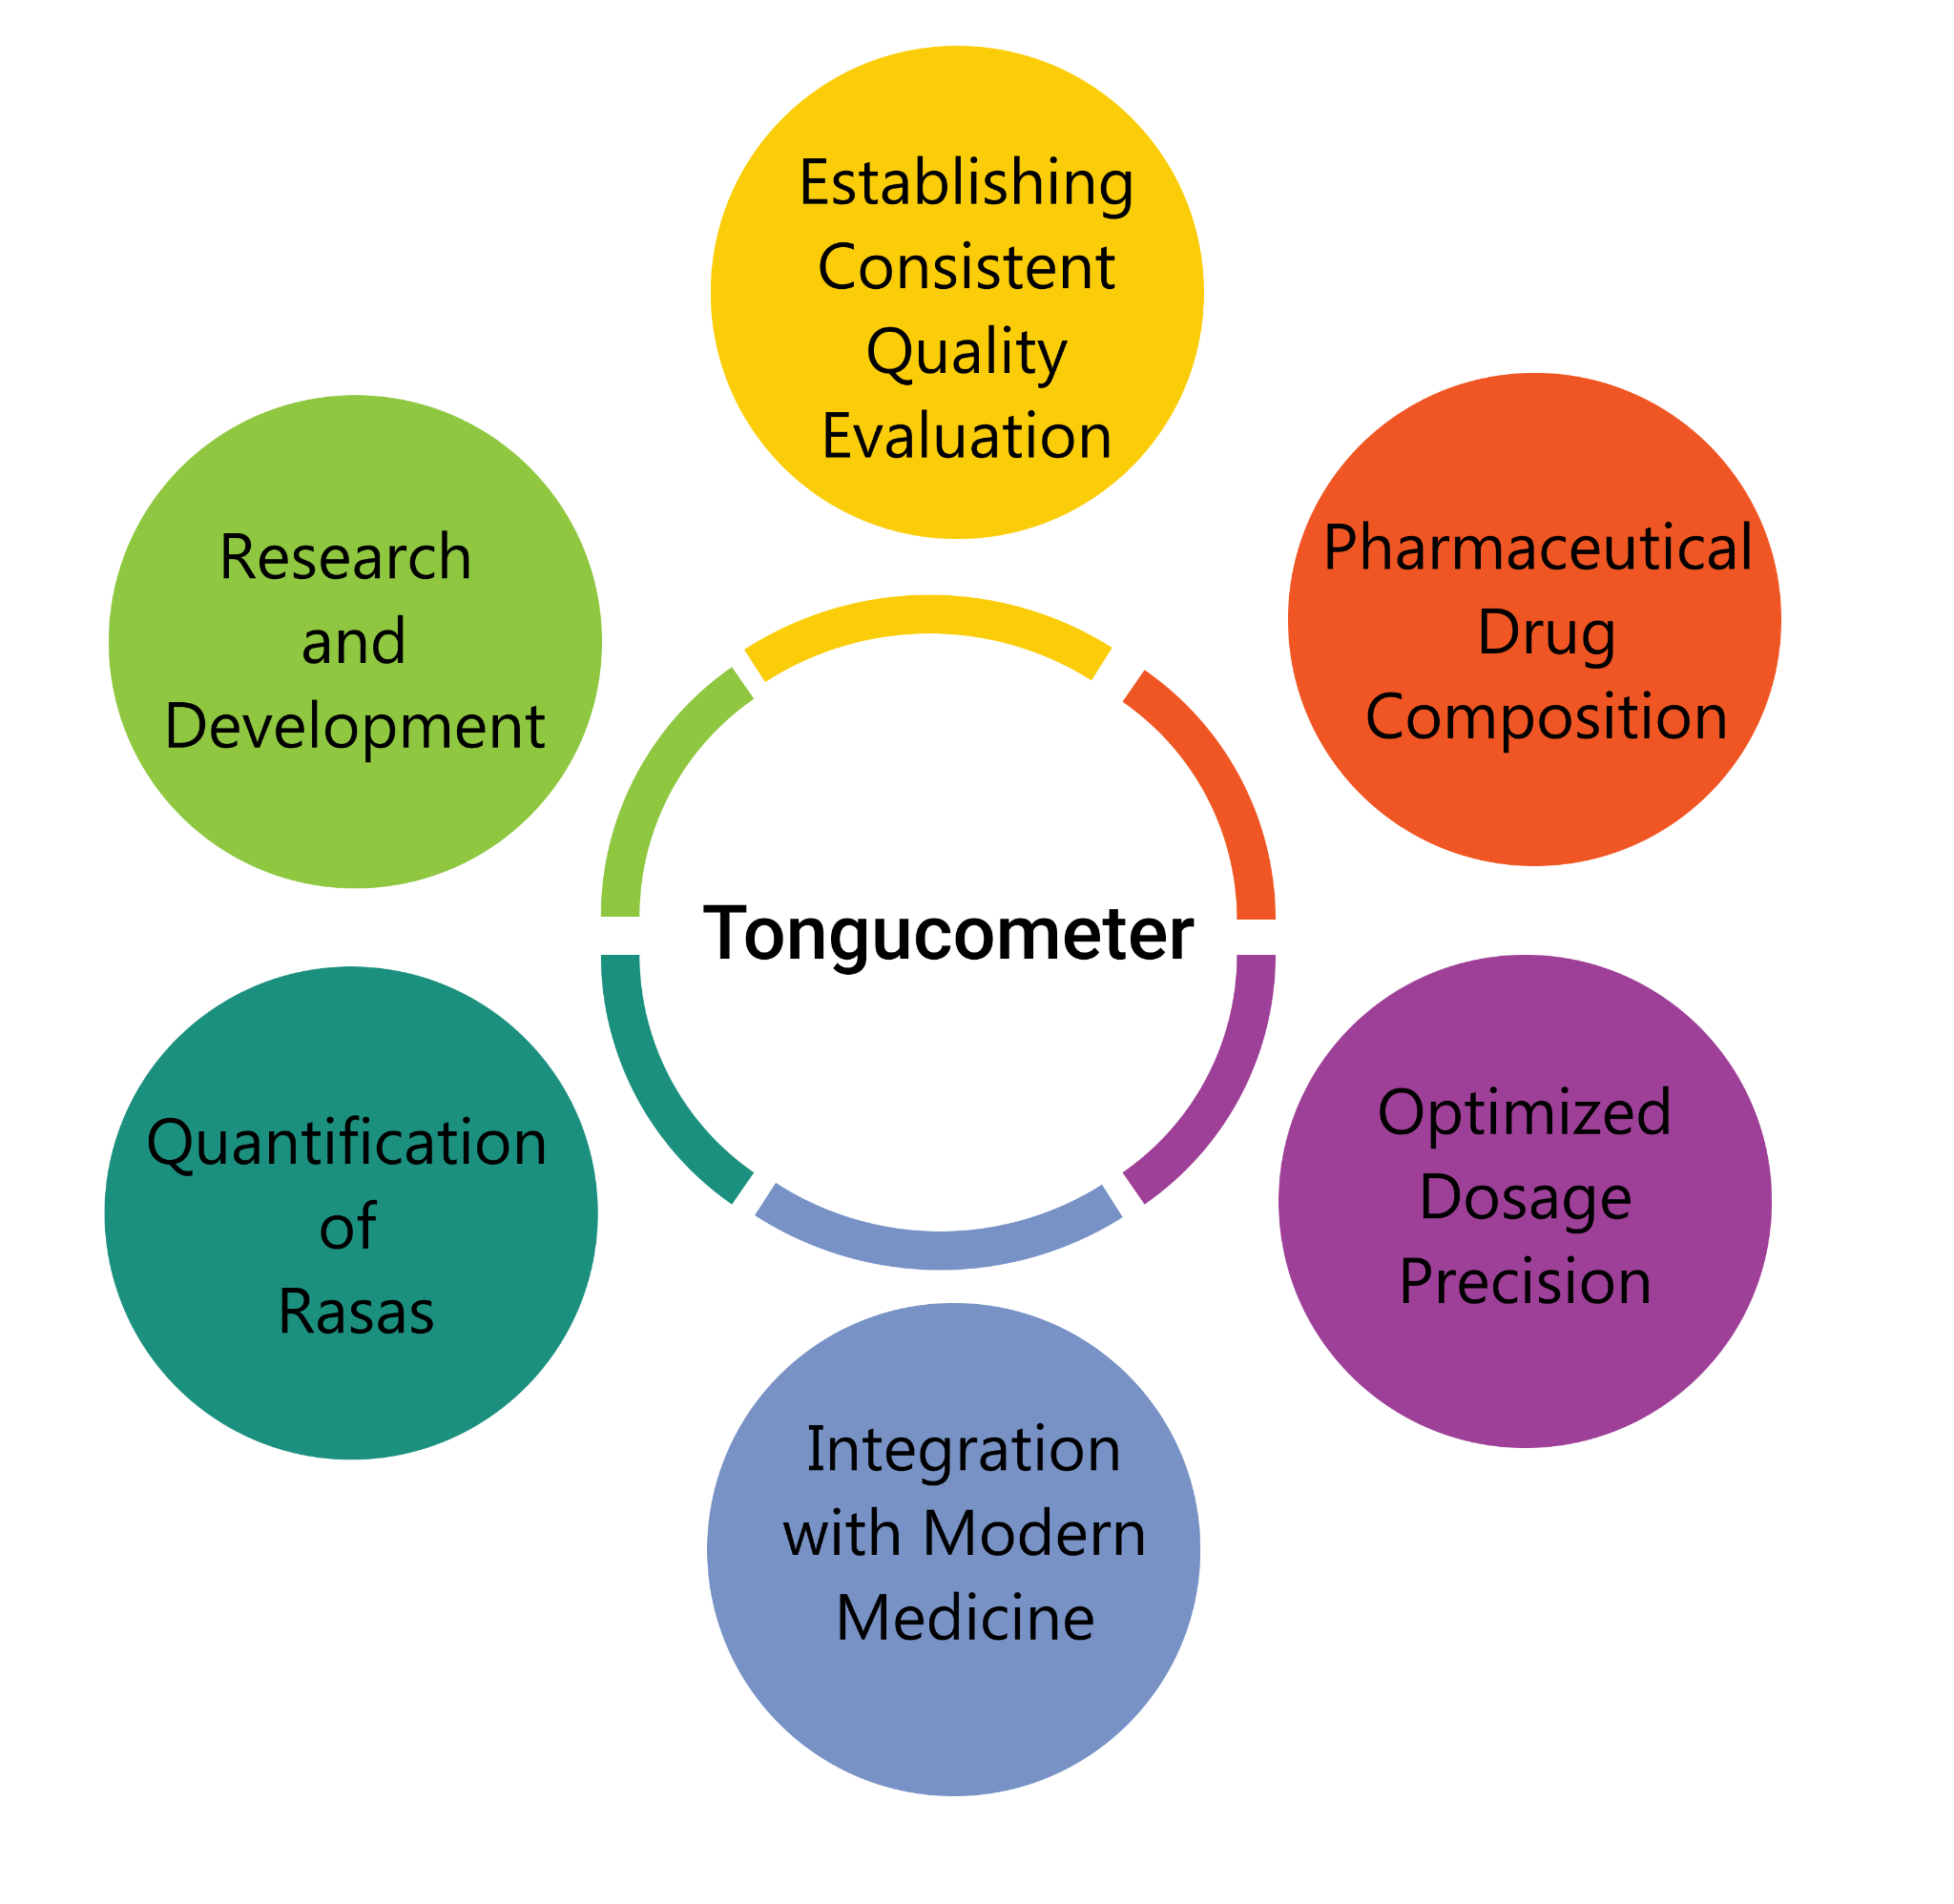 Establishing
Consistent
Quality
Evaluation
Pharmaceutical
Drug
Composition
Optimized
Dosage
Precision
Integration
with Modern
Medicine
Quantification
of
Rasas
Research
and
Development
Tongucometer